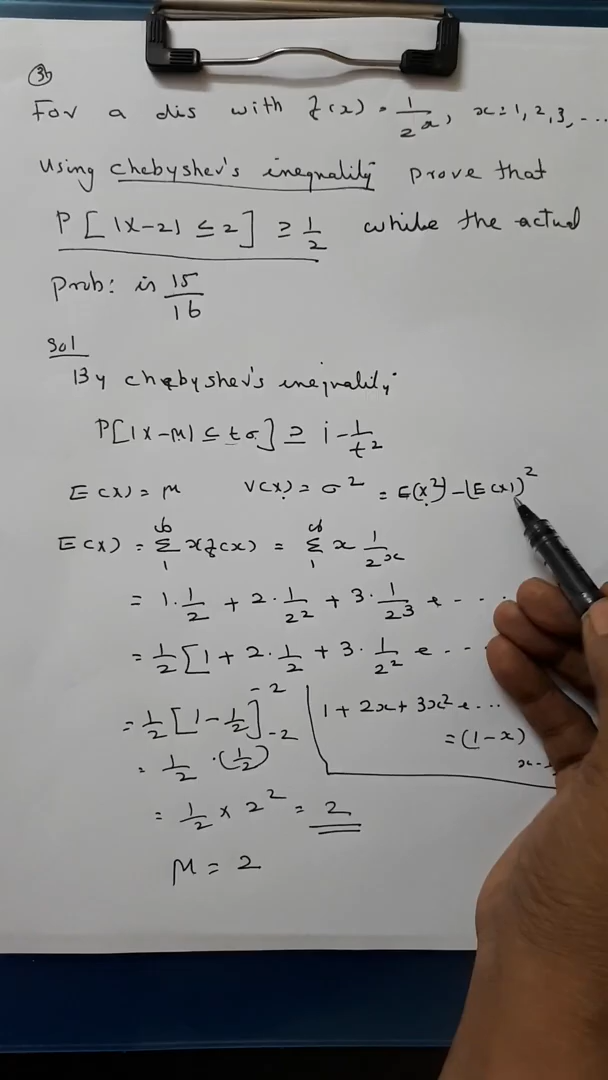 3b
For a dis with f(x) = 1/2^x, x = 1, 2, 3, ...
Using Chebyshev's inequality prove that
P[|X-2| ≤ 2] ≥ 1/2 while the actual
prob: is 15/16
Sol
By Chebyshev's inequality
P[|X-μ| ≤ tσ] ≥ 1 - 1/t²
E(X) = μ V(X) = σ² = E(X²) - (E(X))²
E(X) = Σ₁^∞ x f(x) = Σ₁^∞ x 1/2^x
= 1·1/2 + 2·1/2² + 3·1/2³ + - - - -
= 1/2 [1 + 2·1/2 + 3·1/2² + - - -
= 1/2 [1 - 1/2]^-2
1 + 2x + 3x² + ...
= (1-x)
= 1/2 · (1/2)^-2
= 1/2 × 2² = 2
μ = 2